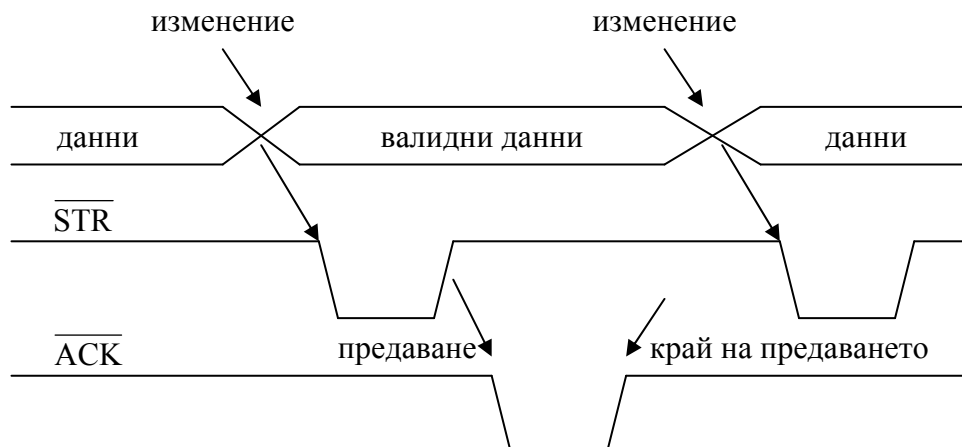 изменение изменение
данни валидни данни данни
STR
ACK предаване край на предаването